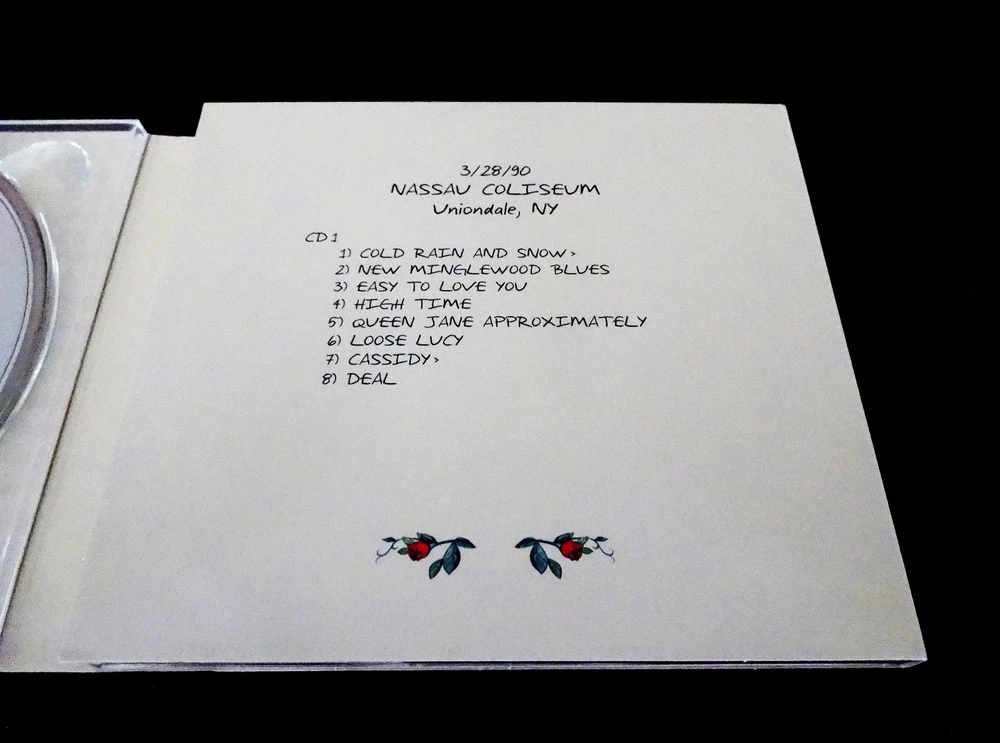 3/28/90
NASSAU COLISEUM
Uniondale, NY
CD 1
1) COLD RAIN AND SNOW>
2) NEW MINGLEWOOD BLUES
3) EASY TO LOVE YOU
4) HIGH TIME
5) QUEEN JANE APPROXIMATELY
6) LOOSE LUCY
7) CASSIDY>
8) DEAL